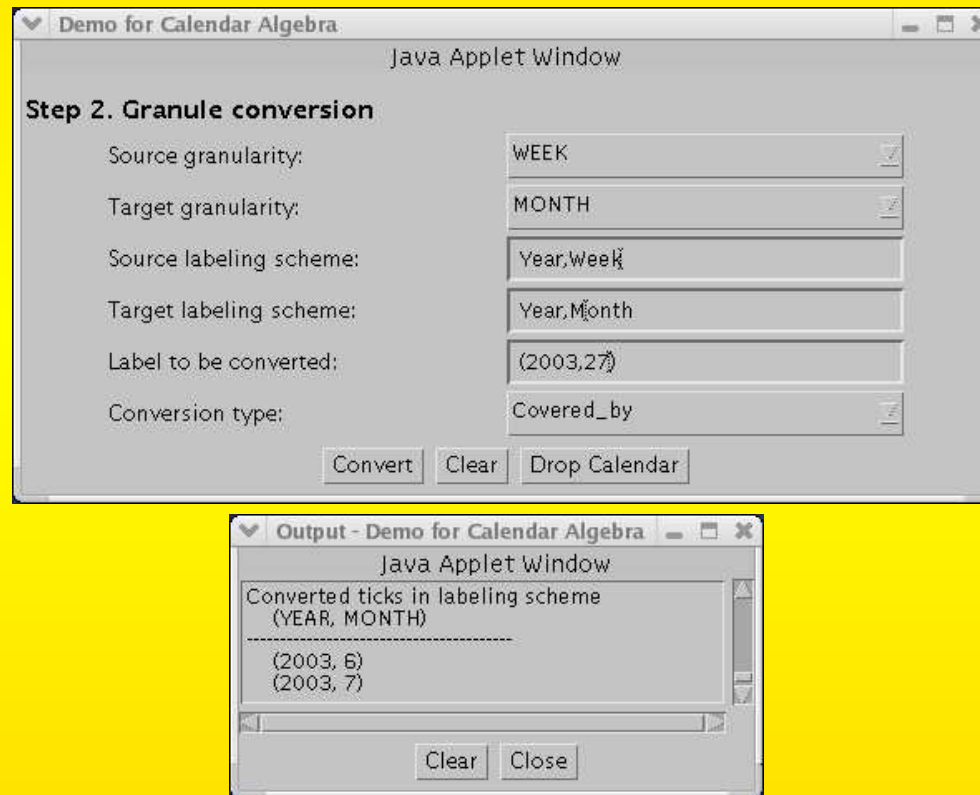 Demo for Calendar Algebra
Java Applet Window
Step 2. Granule conversion
Source granularity: WEEK
Target granularity: MONTH
Source labeling scheme: Year,Week
Target labeling scheme: Year,Month
Label to be converted: (2003,27)
Conversion type: Covered_by
Convert Clear Drop Calendar
Output - Demo for Calendar Algebra
Java Applet Window
Converted ticks in labeling scheme
(YEAR, MONTH)
------------------------------------
(2003, 6)
(2003, 7)
Clear Close